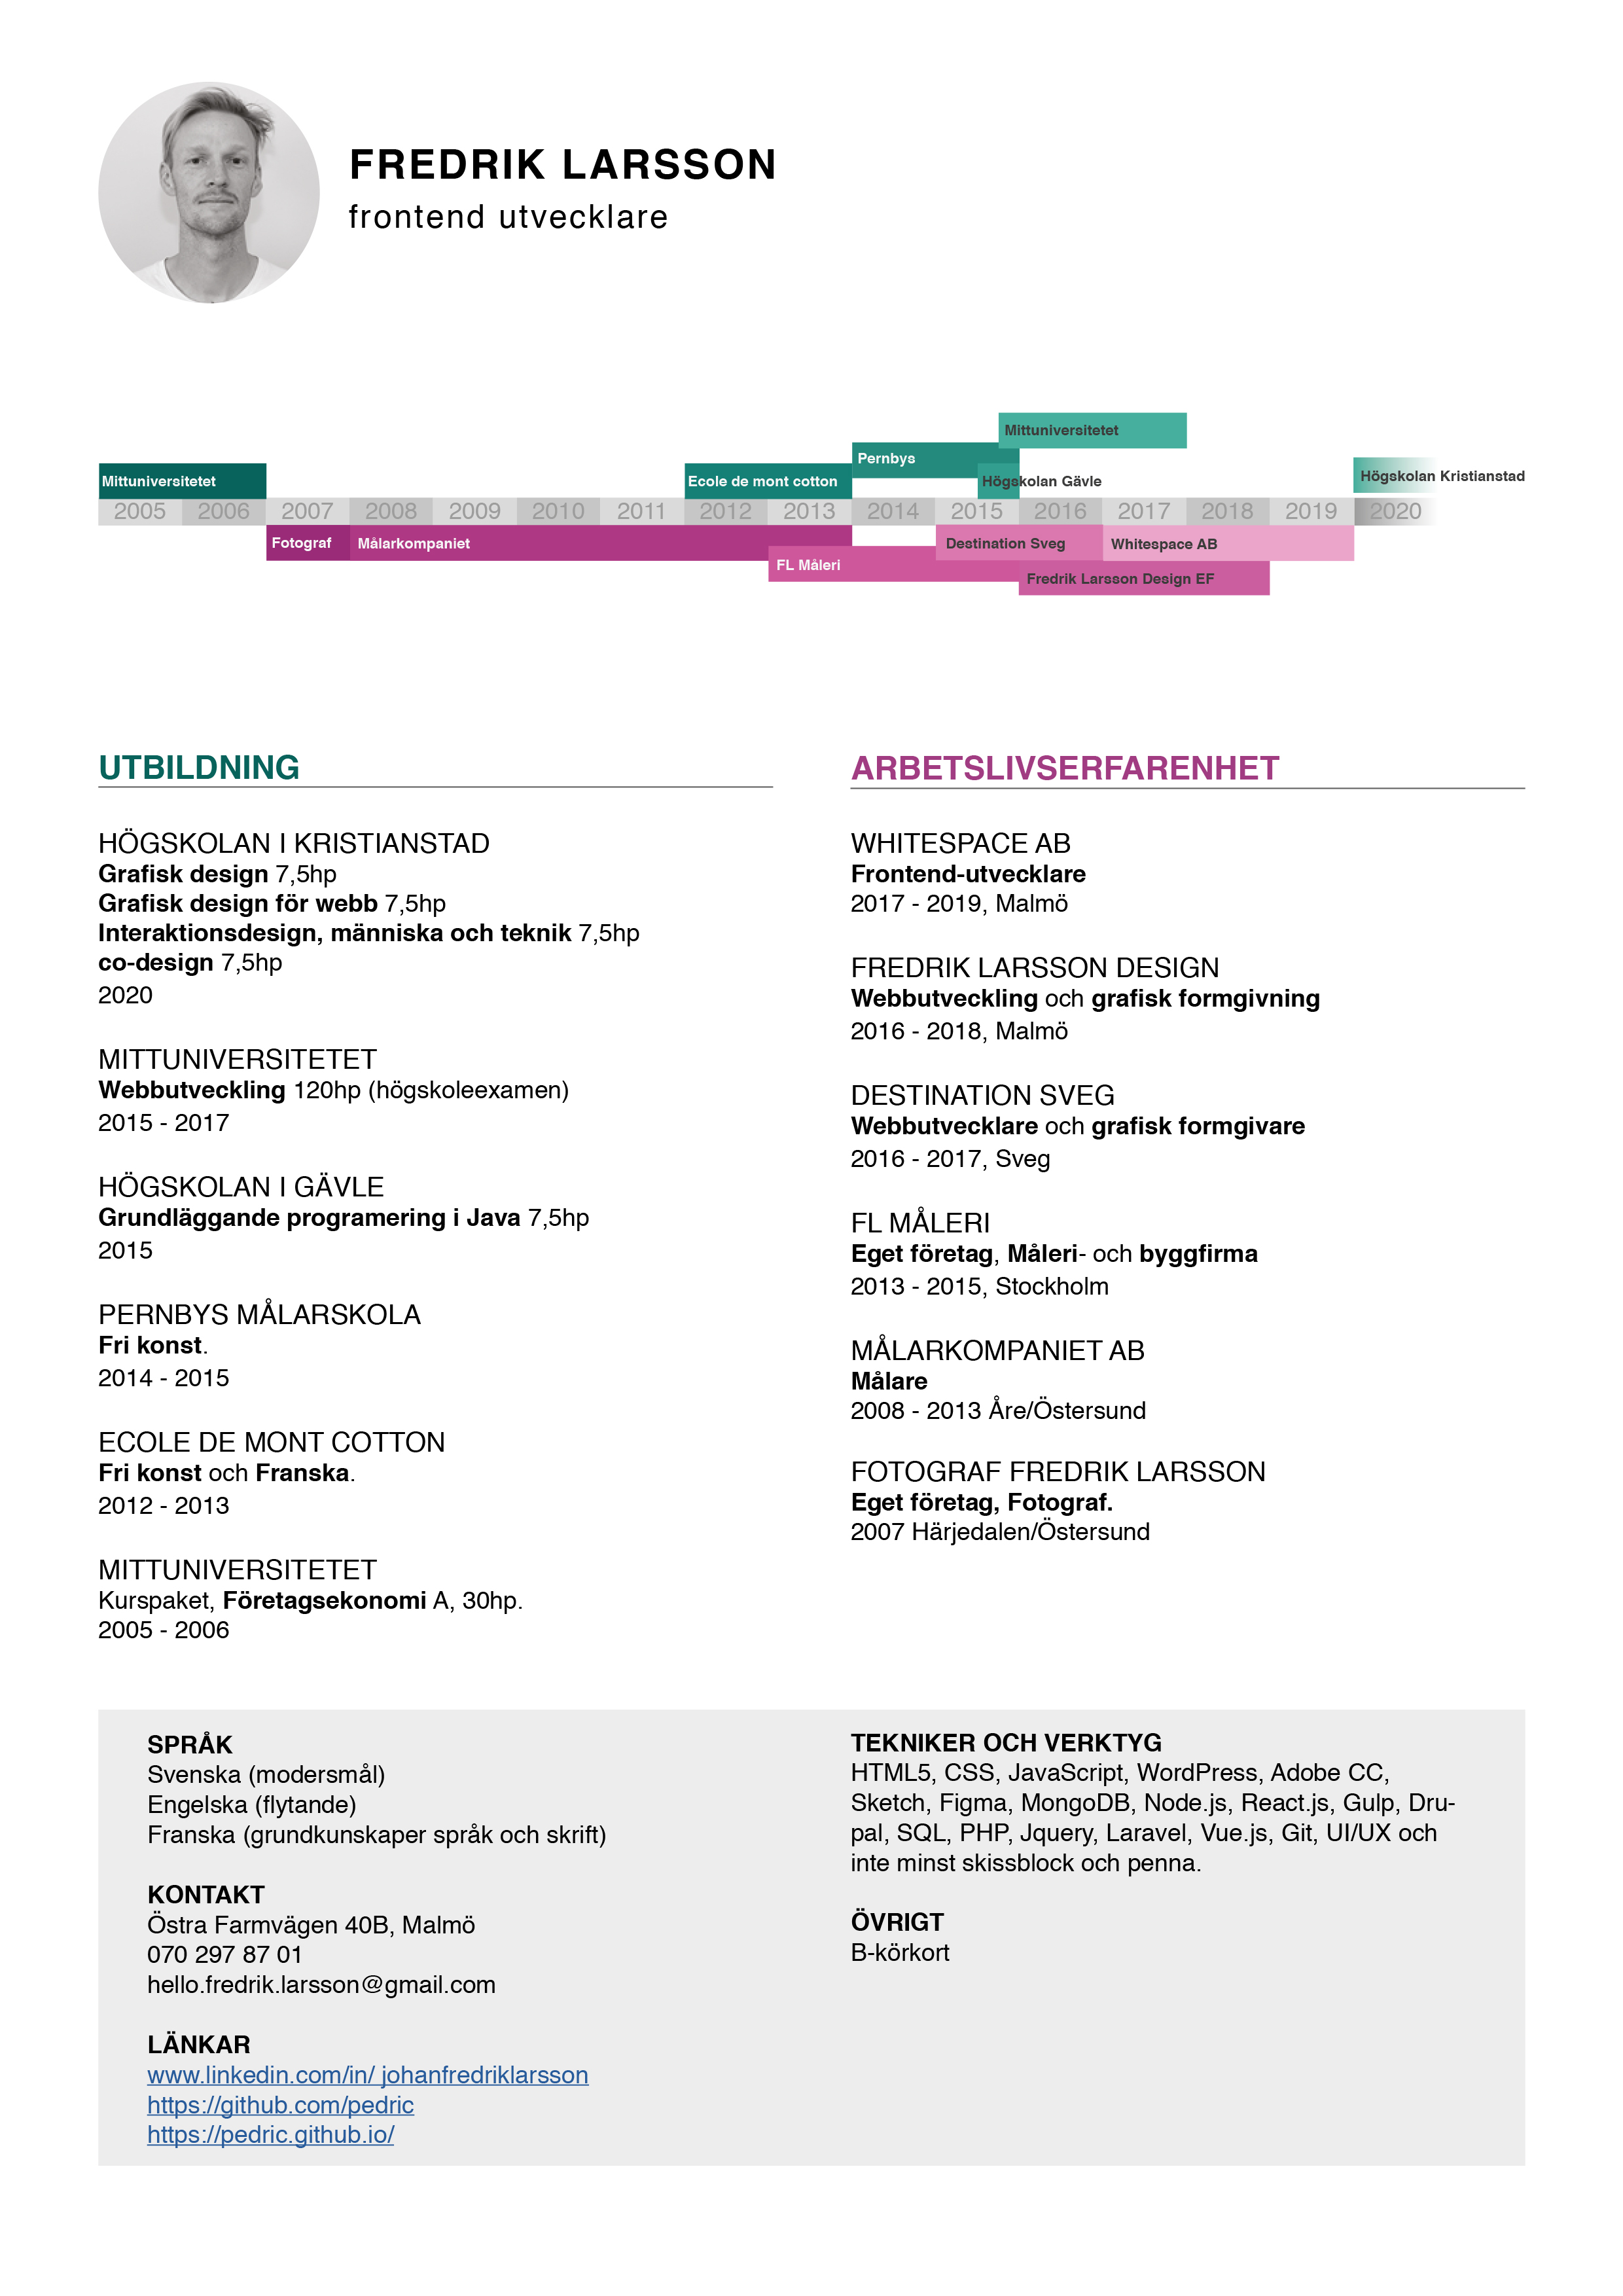 FREDRIK LARSSON
frontend utvecklare
Mittuniversitetet
Pernbys
Mittuniversitetet
Ecole de mont cotton
Högskolan Gävle
Högskolan Kristianstad
2005 2006 2007 2008 2009 2010 2011 2012 2013 2014 2015 2016 2017 2018 2019 2020
Fotograf
Målarkompaniet
Destination Sveg
Whitespace AB
FL Måleri
Fredrik Larsson Design EF
UTBILDNING
HÖGSKOLAN I KRISTIANSTAD
Grafisk design 7,5hp
Grafisk design för webb 7,5hp
Interaktionsdesign, människa och teknik 7,5hp
co-design 7,5hp
2020
MITTUNIVERSITETET
Webbutveckling 120hp (högskoleexamen)
2015 - 2017
HÖGSKOLAN I GÄVLE
Grundläggande programering i Java 7,5hp
2015
PERNBYS MÅLARSKOLA
Fri konst.
2014 - 2015
ECOLE DE MONT COTTON
Fri konst och Franska.
2012 - 2013
MITTUNIVERSITETET
Kurspaket, Företagsekonomi A, 30hp.
2005 - 2006
ARBETSLIVSERFARENHET
WHITESPACE AB
Frontend-utvecklare
2017 - 2019, Malmö
FREDRIK LARSSON DESIGN
Webbutveckling och grafisk formgivning
2016 - 2018, Malmö
DESTINATION SVEG
Webbutvecklare och grafisk formgivare
2016 - 2017, Sveg
FL MÅLERI
Eget företag, Måleri- och byggfirma
2013 - 2015, Stockholm
MÅLARKOMPANIET AB
Målare
2008 - 2013 Åre/Östersund
FOTOGRAF FREDRIK LARSSON
Eget företag, Fotograf.
2007 Härjedalen/Östersund
SPRÅK
Svenska (modersmål)
Engelska (flytande)
Franska (grundkunskaper språk och skrift)
KONTAKT
Östra Farmvägen 40B, Malmö
070 297 87 01
hello.fredrik.larsson@gmail.com
LÄNKAR
www.linkedin.com/in/ johanfredriklarsson
https://github.com/pedric
https://pedric.github.io/
TEKNIKER OCH VERKTYG
HTML5, CSS, JavaScript, WordPress, Adobe CC,
Sketch, Figma, MongoDB, Node.js, React.js, Gulp, Dru-
pal, SQL, PHP, Jquery, Laravel, Vue.js, Git, UI/UX och
inte minst skissblock och penna.
ÖVRIGT
B-körkort